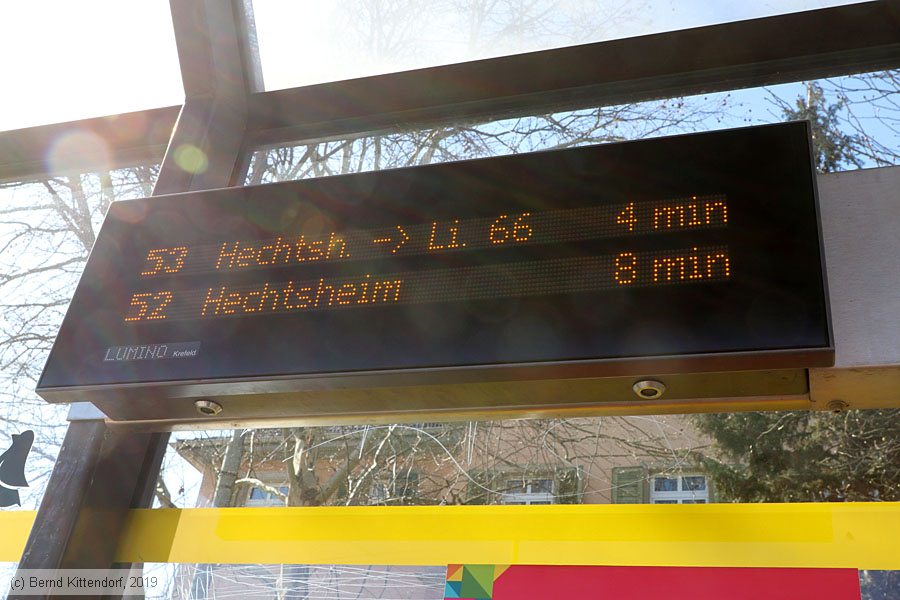 53 Hechtsh. -> Li. 66 4 min
52 Hechtsheim 8 min
LUMINO Krefeld
(c) Bernd Kittendorf, 2019